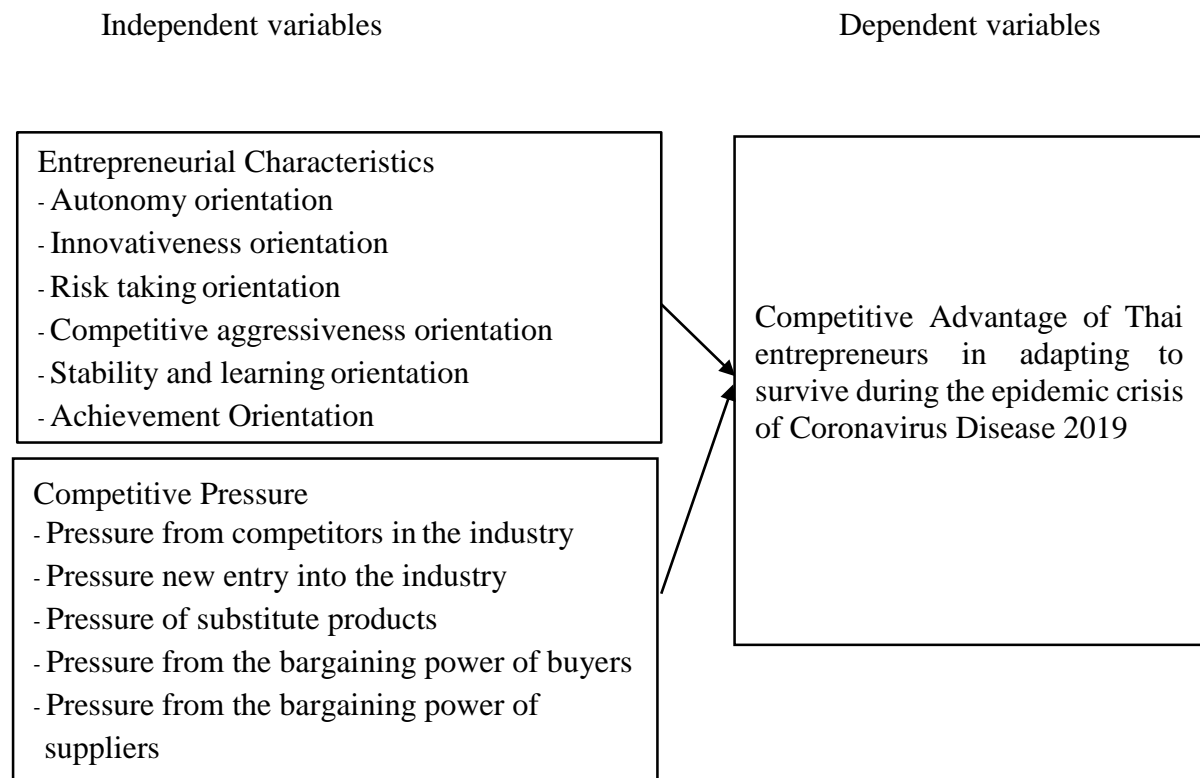 Independent variables
Dependent variables
Entrepreneurial Characteristics
- Autonomy orientation
- Innovativeness orientation
- Risk taking orientation
- Competitive aggressiveness orientation
- Stability and learning orientation
- Achievement Orientation
Competitive Advantage of Thai
entrepreneurs in adapting to
survive during the epidemic crisis
of Coronavirus Disease 2019
Competitive Pressure
- Pressure from competitors in the industry
- Pressure new entry into the industry
- Pressure of substitute products
- Pressure from the bargaining power of buyers
- Pressure from the bargaining power of
suppliers